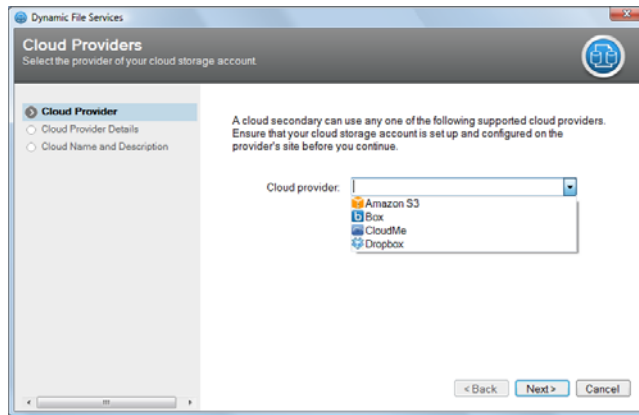 Dynamic File Services
Cloud Providers
Select the provider of your cloud storage account.
Cloud Provider
Cloud Provider Details
Cloud Name and Description
A cloud secondary can use any one of the following supported cloud providers.
Ensure that your cloud storage account is set up and configured on the
provider's site before you continue.
Cloud provider:
Amazon S3
Box
CloudMe
Dropbox
<Back
Next>
Cancel